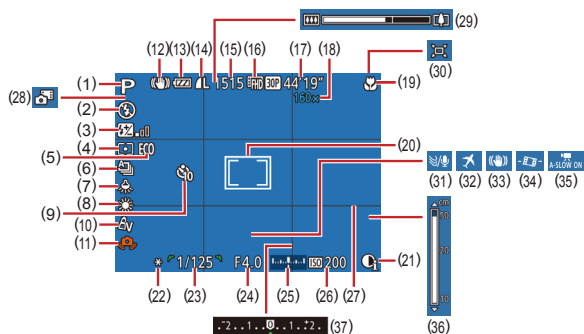 (29)
(12) (13) (14) (15) (16) (17) (18)
(1) P L 1515 FHD 30P 44'19" (19) (30)
160x
(28)
(2)
(3)
(4) ECO (20)
(5)
(6)
(7) 10
(8)
(9)
(10) Av
(11)
A-SLOW ON
(31) (32) (33) (34) (35)
cm
50
20
10
* 1/125 F4.0 ISO 200 (21)
(22) (23) (24) (25) (26) (27)
-2..1..0..1..+2. (37) (36)